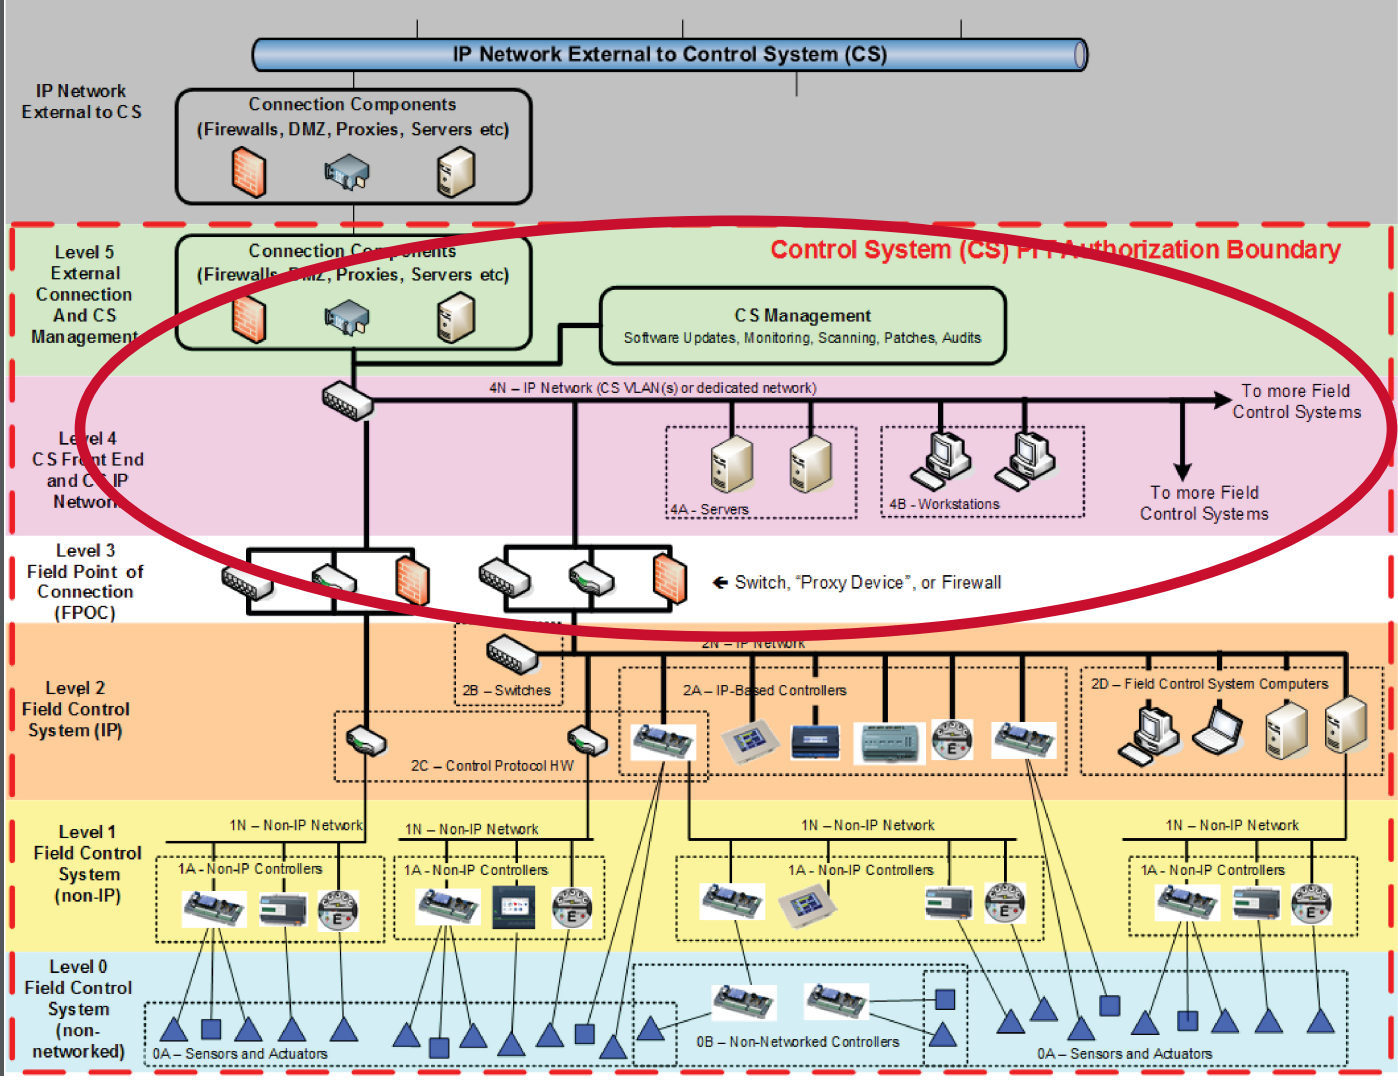 IP Network External to Control System (CS)
IP Network
External to CS
Connection Components
(Firewalls, DMZ, Proxies, Servers etc)
Level 5
External
Connection
And CS
Management
Connection Components
(Firewalls, DMZ, Proxies, Servers etc)
Control System (CS) PIT Authorization Boundary
CS Management
Software Updates, Monitoring, Scanning, Patches, Audits
4N – IP Network (CS VLAN(s) or dedicated network)
To more Field
Control Systems
Level 4
CS Front End
and CS IP
Network
4A - Servers
4B - Workstations
To more Field
Control Systems
Level 3
Field Point of
Connection
(FPOC)
Switch, “Proxy Device”, or Firewall
Level 2
Field Control
System (IP)
2N – IP Network
2B – Switches
2A – IP-Based Controllers
2D – Field Control System Computers
2C – Control Protocol HW
E
Level 1
Field Control
System
(non-IP)
1N – Non-IP Network
1N – Non-IP Network
1N – Non-IP Network
1N – Non-IP Network
1A - Non-IP Controllers
1A - Non-IP Controllers
1A - Non-IP Controllers
1A - Non-IP Controllers
E
E
E
E
Level 0
Field Control
System
(non-
networked)
0A – Sensors and Actuators
0B – Non-Networked Controllers
0A – Sensors and Actuators